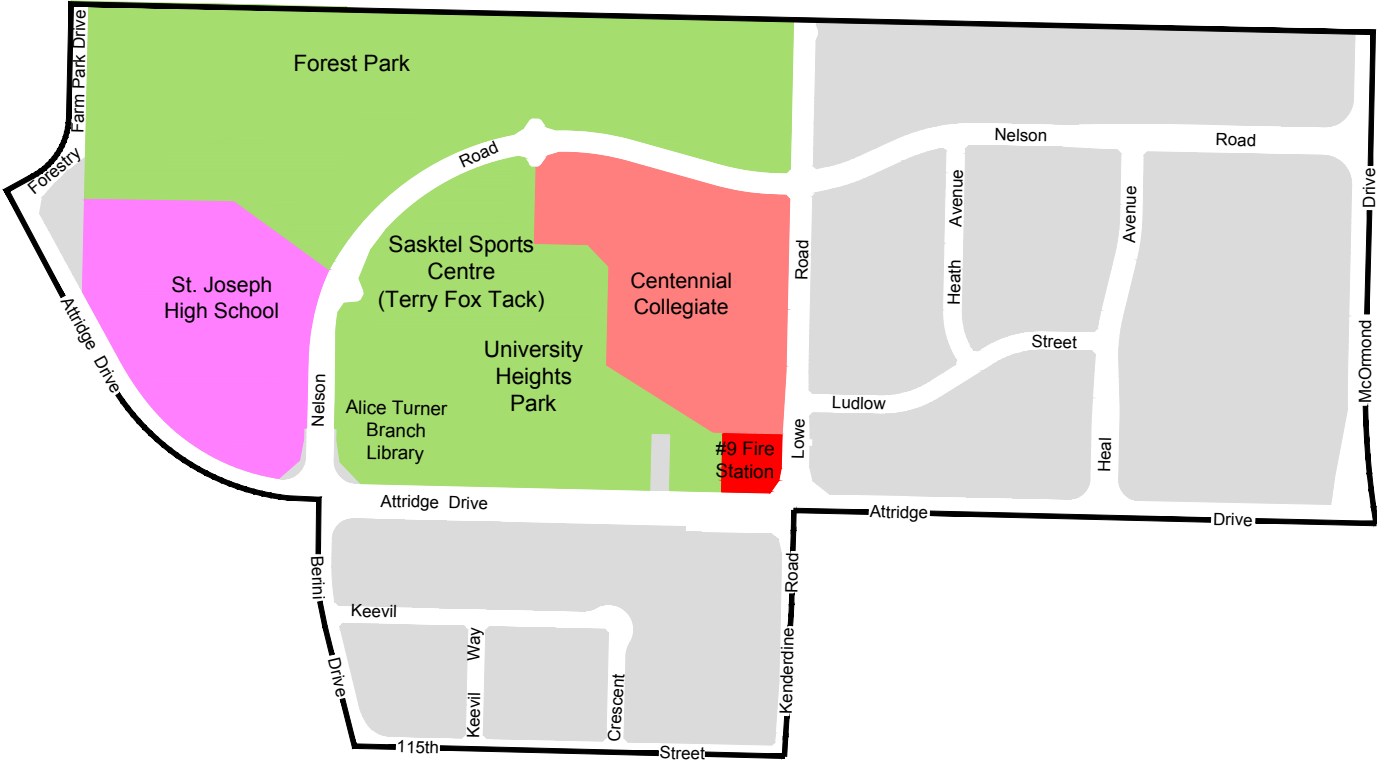 Farm Park Drive
Forest Park
Forestry
Road
Nelson
Road
Drive
Sasktel Sports
Centre
(Terry Fox Tack)
St. Joseph
High School
Centennial
Collegiate
Road
Heath
Avenue
Avenue
University
Heights
Park
Attridge Drive
Nelson
Alice Turner
Branch
Library
#9 Fire
Station
Lowe
Ludlow
Street
Heal
McOrmond
Attridge Drive
Attridge
Drive
Berini
Drive
Keevil
Keevil Way
Crescent
Kenderdine
Road
115th
Street